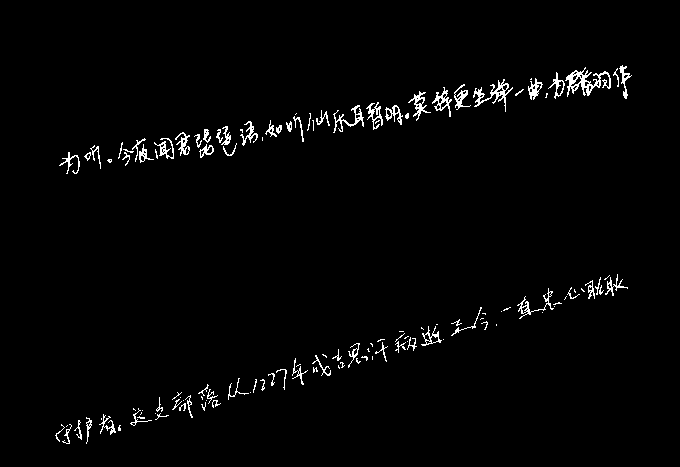 为听。今夜闻君琵琶语，如听仙乐耳暂明。莫辞更坐弹一曲，为君翻作
守护者。这支部落从1227年成吉思汗病逝至今，一直忠心耿耿